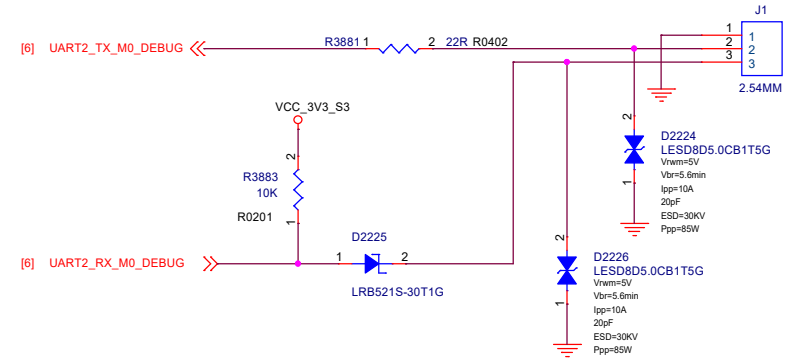 J1
[6] UART2_TX_M0_DEBUG
R3881 1
2 22R R0402
1 1
2 2
3 3
2.54MM
VCC_3V3_S3
2
R3883
10K
R0201
1
2
D2224
LESD8D5.0CB1T5G
Vrwm=5V
Vbr=5.6min
Ipp=10A
20pF
ESD=30KV
Ppp=85W
1
[6] UART2_RX_M0_DEBUG
D2225
1 2
LRB521S-30T1G
2
D2226
LESD8D5.0CB1T5G
Vrwm=5V
Vbr=5.6min
Ipp=10A
20pF
ESD=30KV
Ppp=85W
1